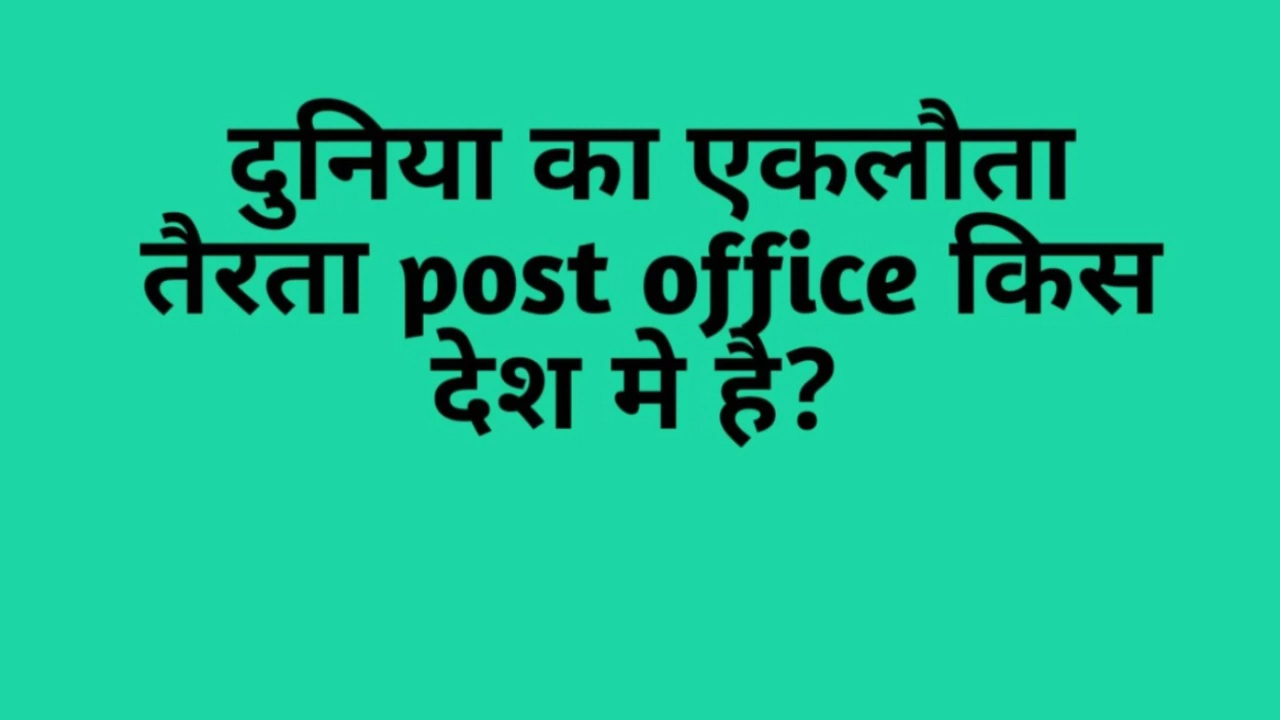 दुनिया का एकलौता
तैरता post office किस
देश मे है?